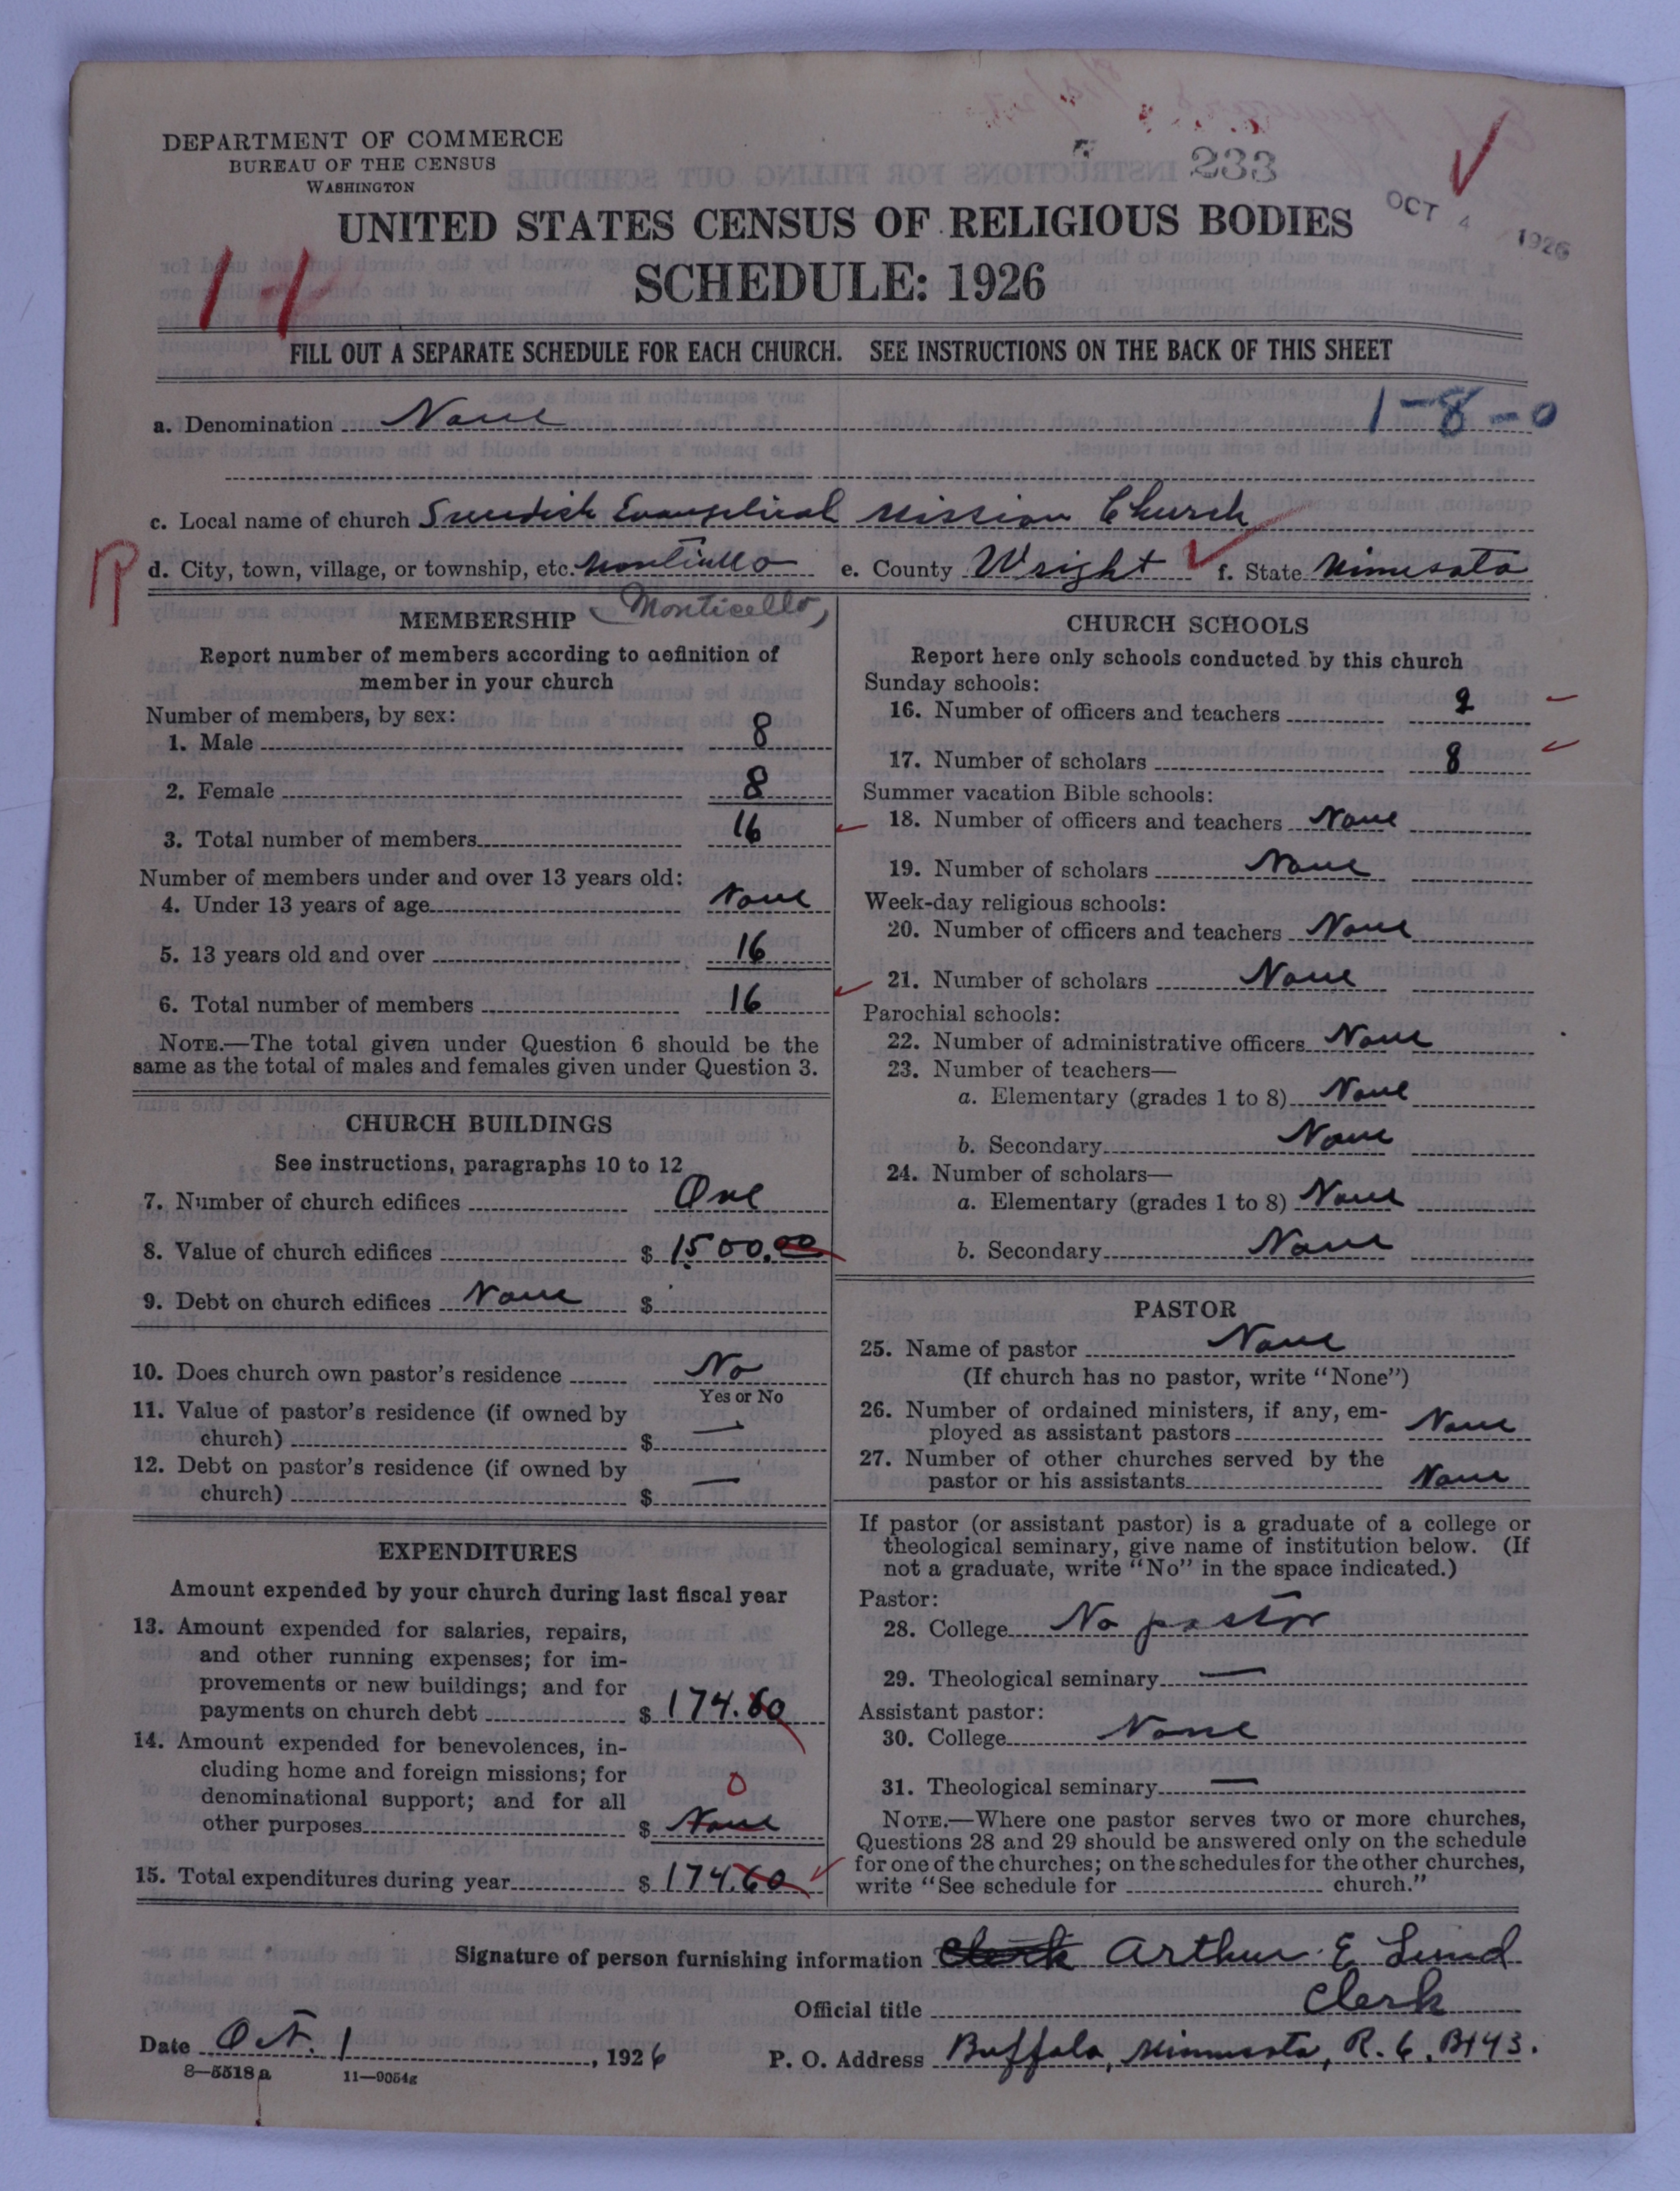 DEPARTMENT OF COMMERCE
BUREAU OF THE CENSUS
WASHINGTON
233
OCT 4 1926
UNITED STATES CENSUS OF RELIGIOUS BODIES
SCHEDULE: 1926
FILL OUT A SEPARATE SCHEDULE FOR EACH CHURCH. SEE INSTRUCTIONS ON THE BACK OF THIS SHEET
1-8-0
a. Denomination None
c. Local name of church Swedish Evangelical Mission Church
d. City, town, village, or township, etc. Montiello e. County Wright f. State Minnesota
(Monticello)
MEMBERSHIP
Report number of members according to definition of
member in your church
Number of members, by sex:
1. Male 8
2. Female 8
3. Total number of members 16
Number of members under and over 13 years old:
4. Under 13 years of age None
5. 13 years old and over 16
6. Total number of members 16
NOTE.—The total given under Question 6 should be the
same as the total of males and females given under Question 3.
CHURCH BUILDINGS
See instructions, paragraphs 10 to 12
7. Number of church edifices One
8. Value of church edifices $ 1500.00
9. Debt on church edifices None $
10. Does church own pastor's residence No
Yes or No
11. Value of pastor's residence (if owned by
church) $ —
12. Debt on pastor's residence (if owned by
church) $ —
EXPENDITURES
Amount expended by your church during last fiscal year
13. Amount expended for salaries, repairs,
and other running expenses; for im-
provements or new buildings; and for
payments on church debt $ 174.60
14. Amount expended for benevolences, in-
cluding home and foreign missions; for
denominational support; and for all
0
other purposes $ None
15. Total expenditures during year $ 174.60
CHURCH SCHOOLS
Report here only schools conducted by this church
Sunday schools:
16. Number of officers and teachers 2
17. Number of scholars 8
Summer vacation Bible schools:
18. Number of officers and teachers None
19. Number of scholars None
Week-day religious schools:
20. Number of officers and teachers None
21. Number of scholars None
Parochial schools:
22. Number of administrative officers None
23. Number of teachers—
a. Elementary (grades 1 to 8) None
b. Secondary None
24. Number of scholars—
a. Elementary (grades 1 to 8) None
b. Secondary None
PASTOR
25. Name of pastor None
(If church has no pastor, write "None")
26. Number of ordained ministers, if any, em-
ployed as assistant pastors None
27. Number of other churches served by the
pastor or his assistants None
If pastor (or assistant pastor) is a graduate of a college or
theological seminary, give name of institution below. (If
not a graduate, write "No" in the space indicated.)
Pastor:
28. College No pastor
29. Theological seminary —
Assistant pastor:
30. College None
31. Theological seminary —
NOTE.—Where one pastor serves two or more churches,
Questions 28 and 29 should be answered only on the schedule
for one of the churches; on the schedules for the other churches,
write "See schedule for church."
Signature of person furnishing information Clerk Arthur E Lund
Official title Clerk
Date Oct. 1, 1926 P. O. Address Buffalo, Minnesota, R. 6, Bx 43.
8—5518a 11—9054g